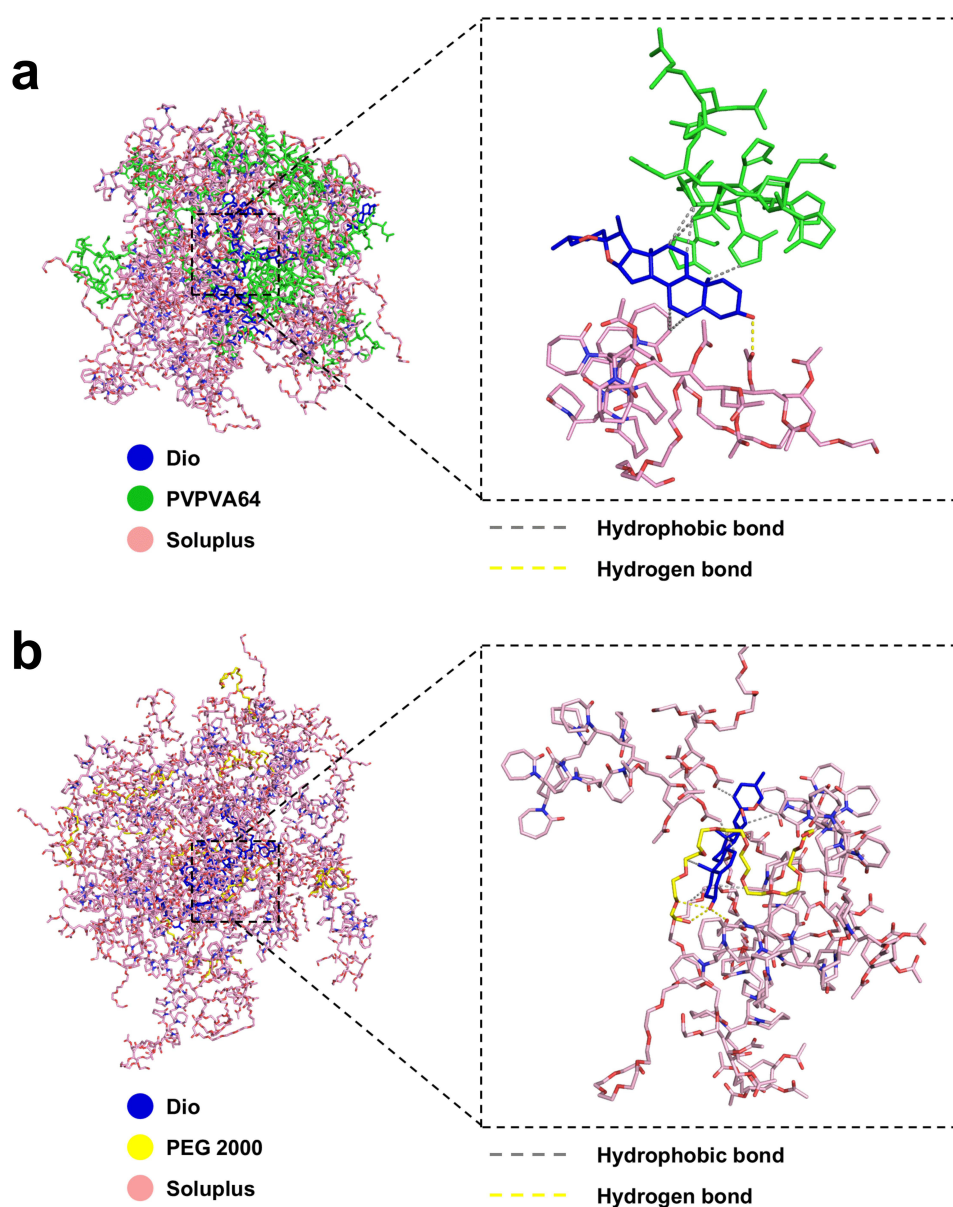 a
Dio
PVPVA64
Soluplus
Hydrophobic bond
Hydrogen bond
b
Dio
PEG 2000
Soluplus
Hydrophobic bond
Hydrogen bond